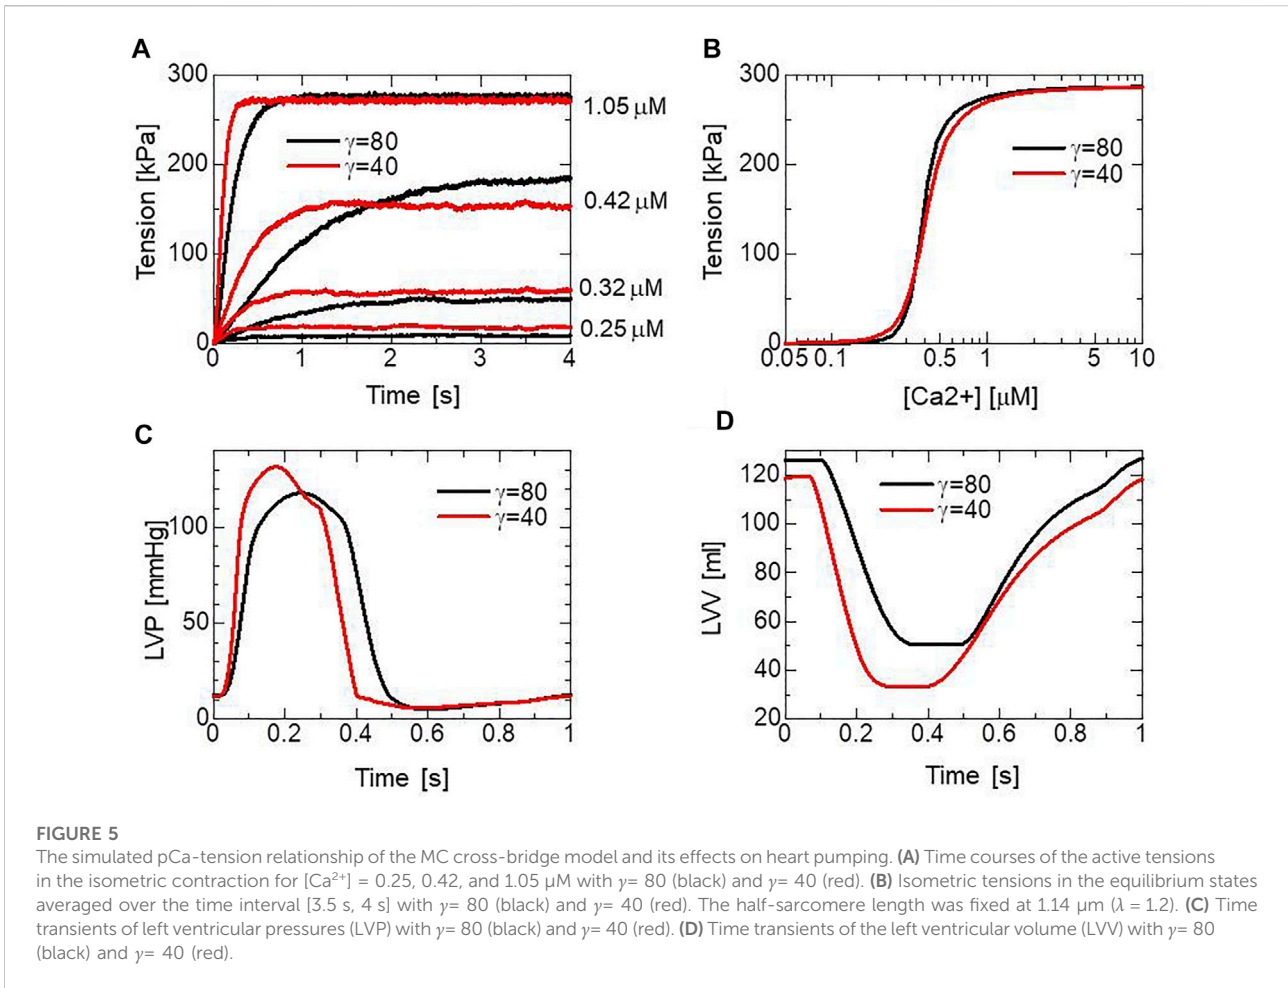 A
300
200
100
0
Tension [kPa]
γ=80
γ=40
1.05 μM
0.42 μM
0.32 μM
0.25 μM
0 1 2 3 4
Time [s]
B
300
200
100
0
Tension [kPa]
γ=80
γ=40
0.05 0.1 0.5 1 5 10
[Ca2+] [μM]
C
100
50
0
LVP [mmHg]
γ=80
γ=40
0 0.2 0.4 0.6 0.8 1
Time [s]
D
120
100
80
60
40
20
LVV [ml]
γ=80
γ=40
0 0.2 0.4 0.6 0.8 1
Time [s]
FIGURE 5
The simulated pCa-tension relationship of the MC cross-bridge model and its effects on heart pumping. (A) Time courses of the active tensions
in the isometric contraction for [Ca²⁺] = 0.25, 0.42, and 1.05 μM with γ= 80 (black) and γ= 40 (red). (B) Isometric tensions in the equilibrium states
averaged over the time interval [3.5 s, 4 s] with γ= 80 (black) and γ= 40 (red). The half-sarcomere length was fixed at 1.14 μm (λ = 1.2). (C) Time
transients of left ventricular pressures (LVP) with γ= 80 (black) and γ= 40 (red). (D) Time transients of the left ventricular volume (LVV) with γ= 80
(black) and γ= 40 (red).